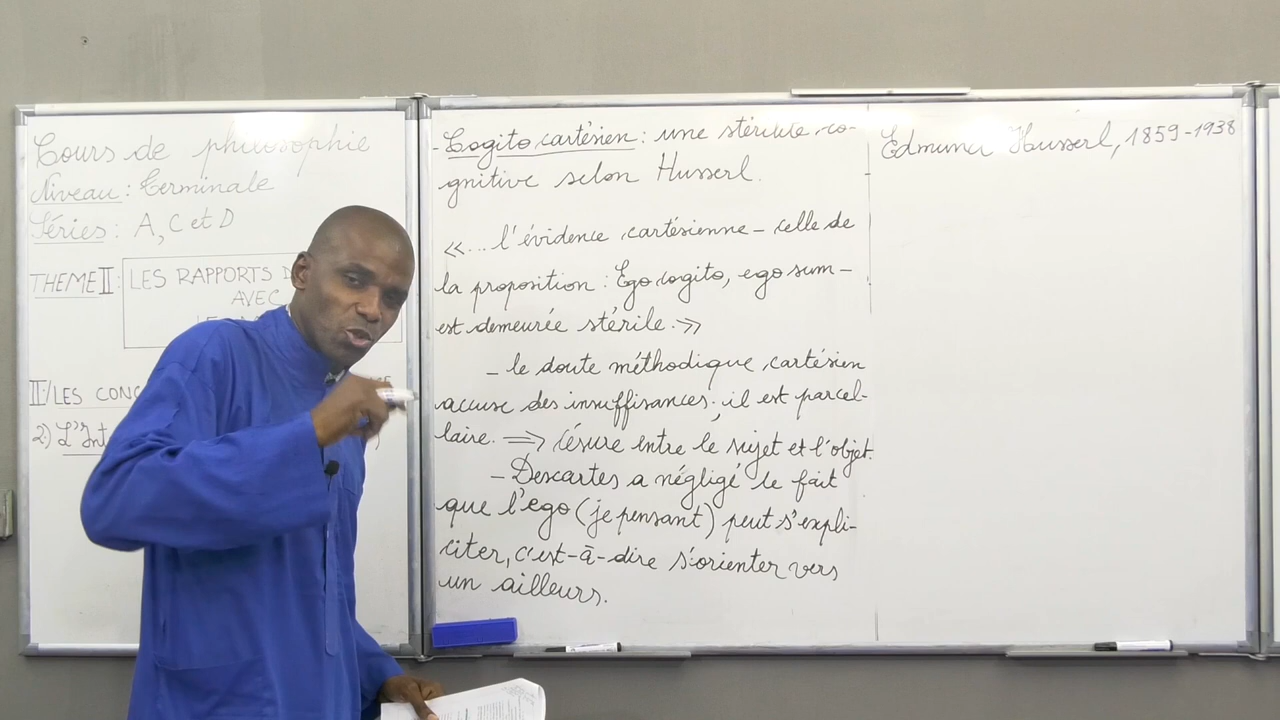 Cours de philosophie
Niveau : Terminale
Séries : A, C et D
THEME II : LES RAPPORTS
AVEC
II/ LES CONC
2) L'Int
- Cogito cartésien : une stérilité co-
gnitive selon Husserl.
«... l'évidence cartésienne - celle de
la proposition : Ego cogito, ego sum -
est demeurée stérile. »
- le doute méthodique cartésien
accuse des insuffisances ; il est parcel-
laire. => Césure entre le sujet et l'objet.
- Descartes a négligé le fait
que l'ego (je pensant) peut s'expli-
citer, c'est-à-dire s'orienter vers
un ailleurs.
Edmund Husserl, 1859-1938